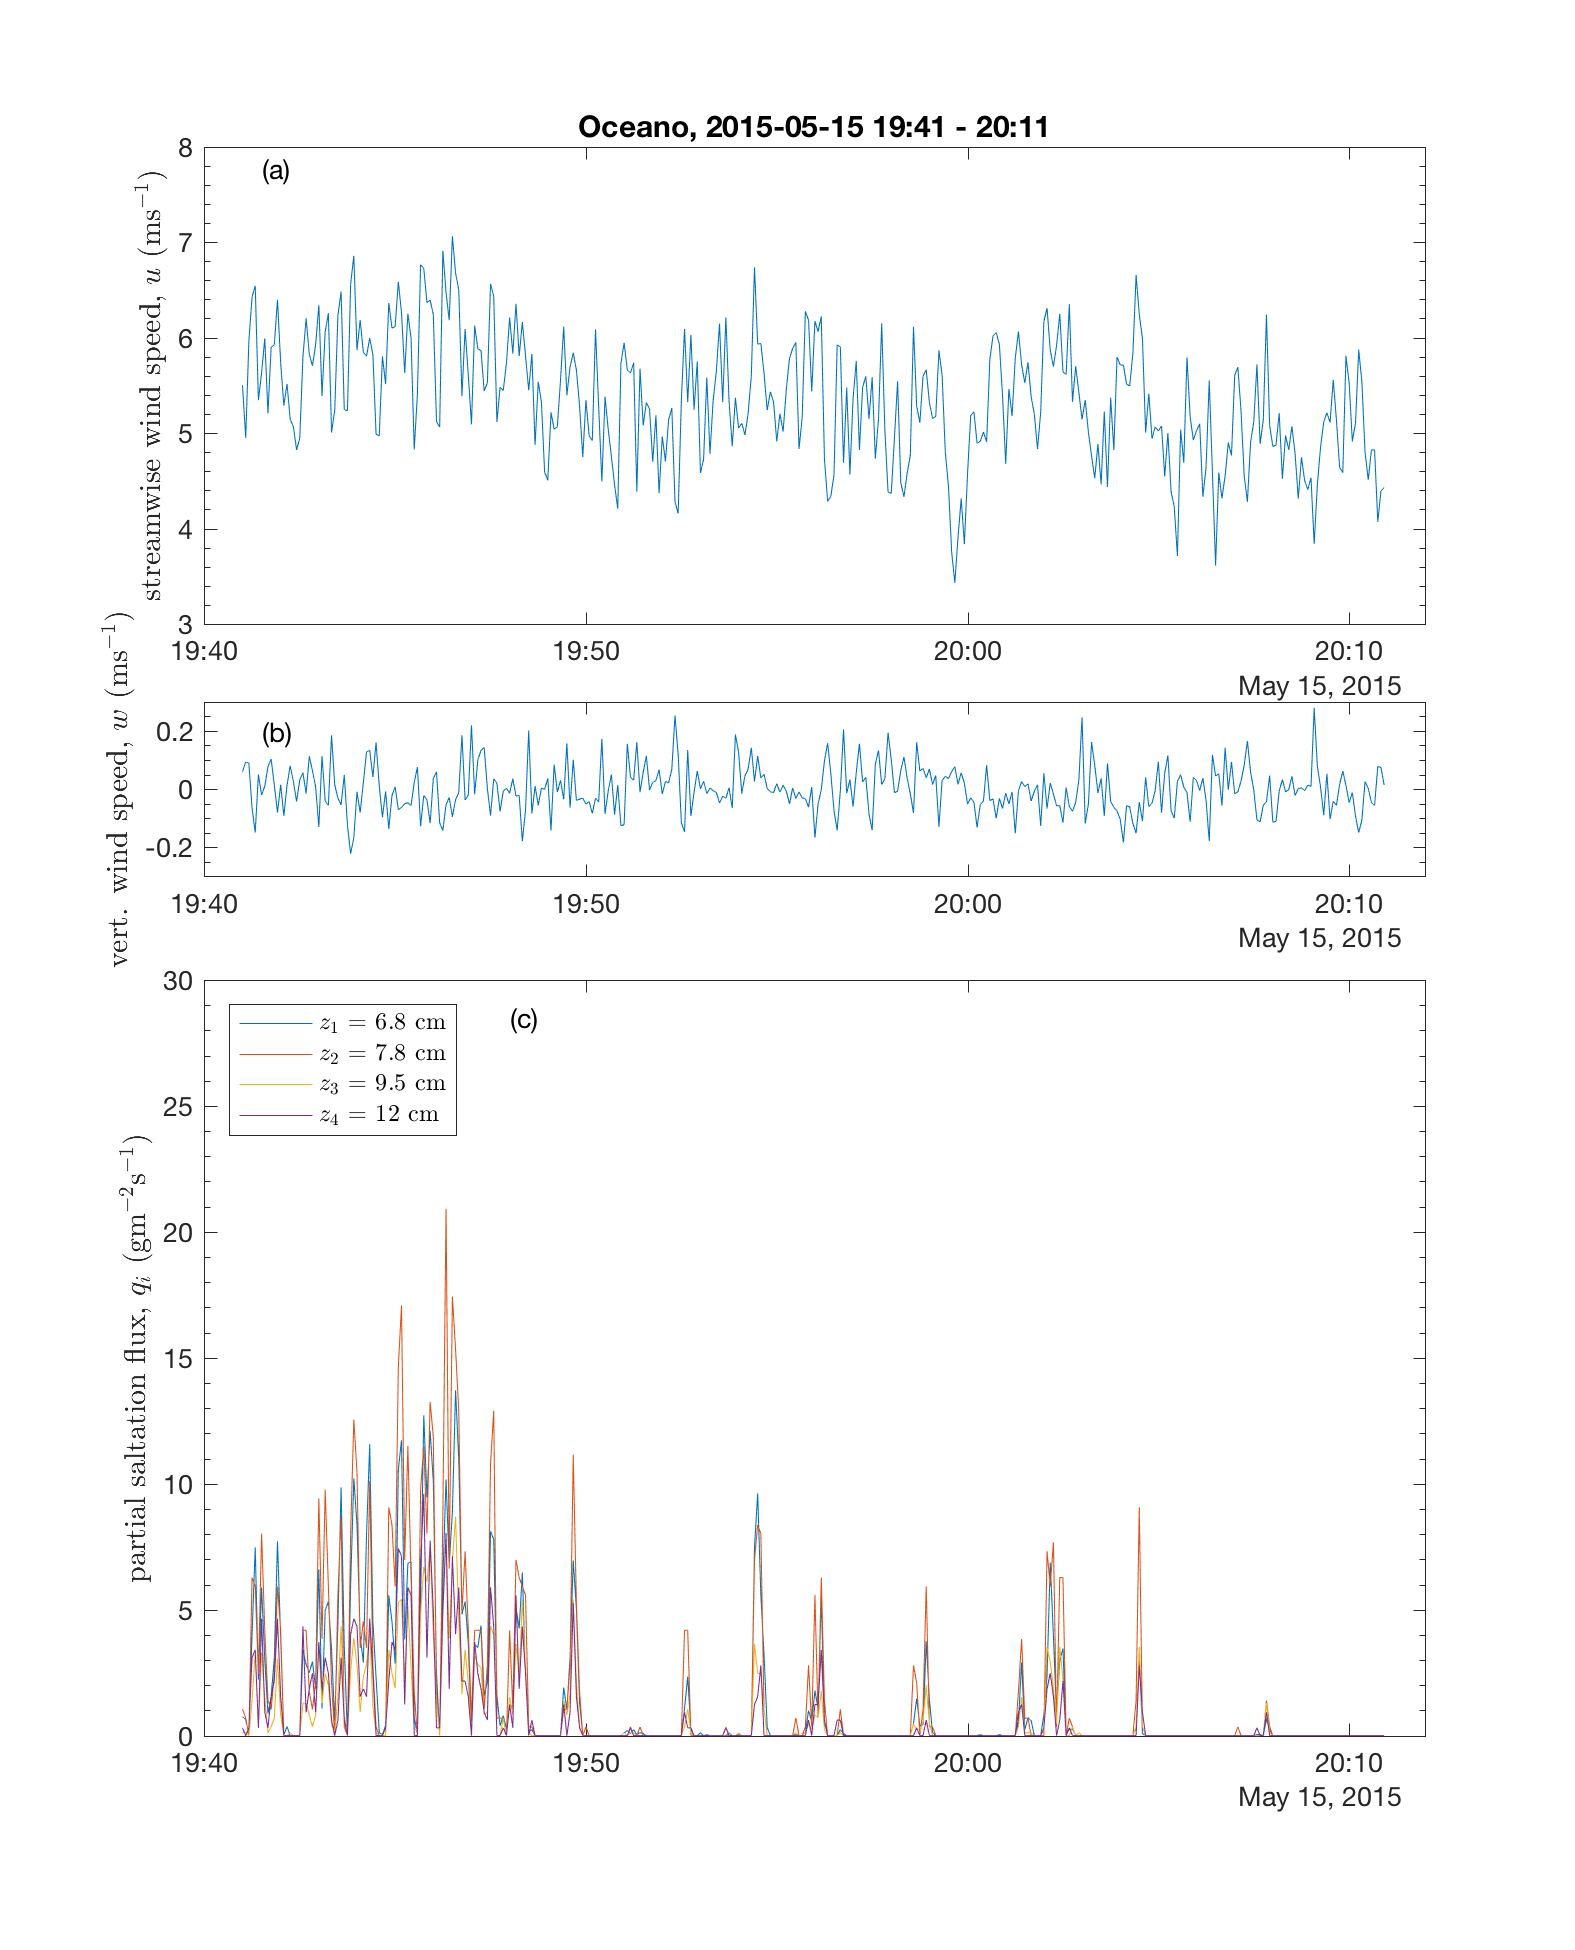 Oceano, 2015-05-15 19:41 - 20:11
(a)
streamwise wind speed, u (ms⁻¹)
8
7
6
5
4
3
19:40 19:50 20:00 20:10
May 15, 2015
(b)
vert. wind speed, w (ms⁻¹)
0.2
0
-0.2
19:40 19:50 20:00 20:10
May 15, 2015
(c)
partial saltation flux, qᵢ (gm⁻²s⁻¹)
30
25
20
15
10
5
0
z₁ = 6.8 cm
z₂ = 7.8 cm
z₃ = 9.5 cm
z₄ = 12 cm
19:40 19:50 20:00 20:10
May 15, 2015